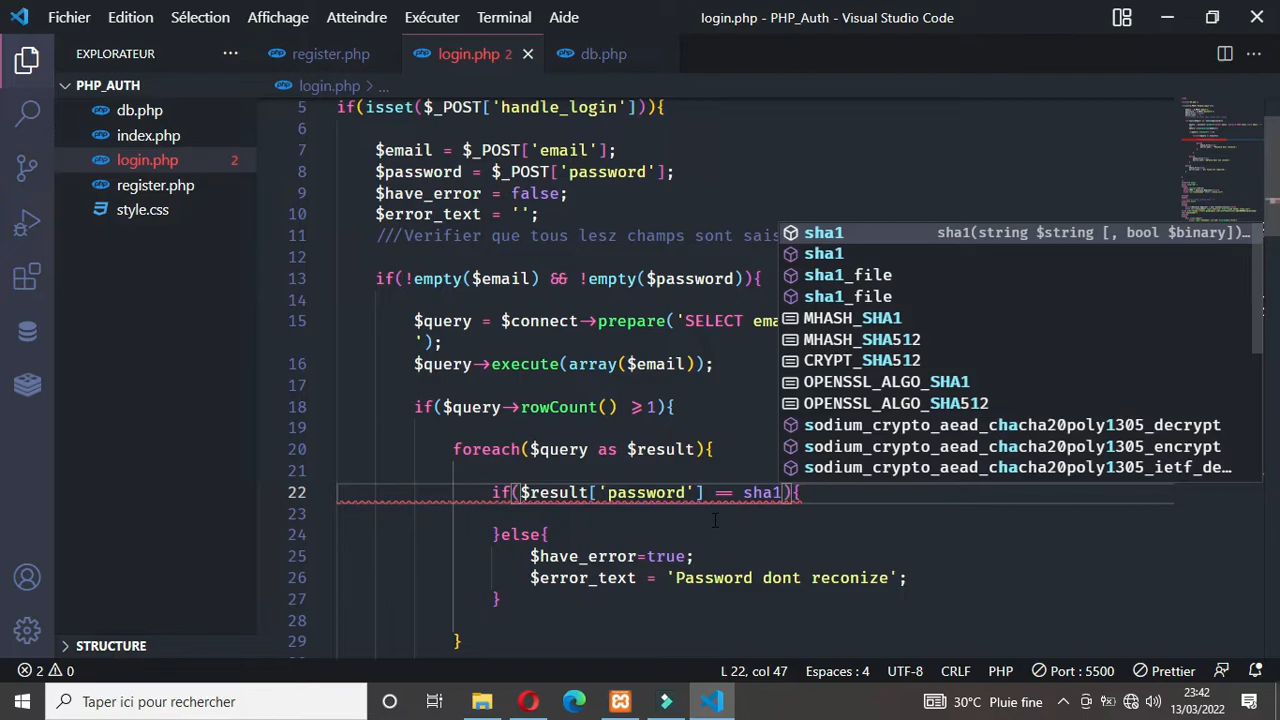 Fichier Edition Sélection Affichage Atteindre Exécuter Terminal Aide login.php - PHP_Auth - Visual Studio Code
EXPLORATEUR ··· register.php login.php 2 db.php ···
PHP_AUTH
db.php
index.php
login.php 2
register.php
style.css
STRUCTURE
login.php > ...
5 if(isset($_POST['handle_login'])){
6
7 $email = $_POST['email'];
8 $password = $_POST['password'];
9 $have_error = false;
10 $error_text = '';
11 ///Verifier que tous lesz champs sont sais
12
13 if(!empty($email) && !empty($password)){
14
15 $query = $connect->prepare('SELECT ema
');
16 $query->execute(array($email));
17
18 if($query->rowCount() >=1){
19
20 foreach($query as $result){
21
22 if($result['password'] == sha1){
23
24 }else{
25 $have_error=true;
26 $error_text = 'Password dont reconize';
27 }
28
29 }
sha1 sha1(string $string [, bool $binary])…
sha1
sha1_file
sha1_file
MHASH_SHA1
MHASH_SHA512
CRYPT_SHA512
OPENSSL_ALGO_SHA1
OPENSSL_ALGO_SHA512
sodium_crypto_aead_chacha20poly1305_decrypt
sodium_crypto_aead_chacha20poly1305_encrypt
sodium_crypto_aead_chacha20poly1305_ietf_de…
2 0 L 22, col 47 Espaces : 4 UTF-8 CRLF PHP Port : 5500 Prettier
Taper ici pour rechercher 30°C Pluie fine 23:42
13/03/2022